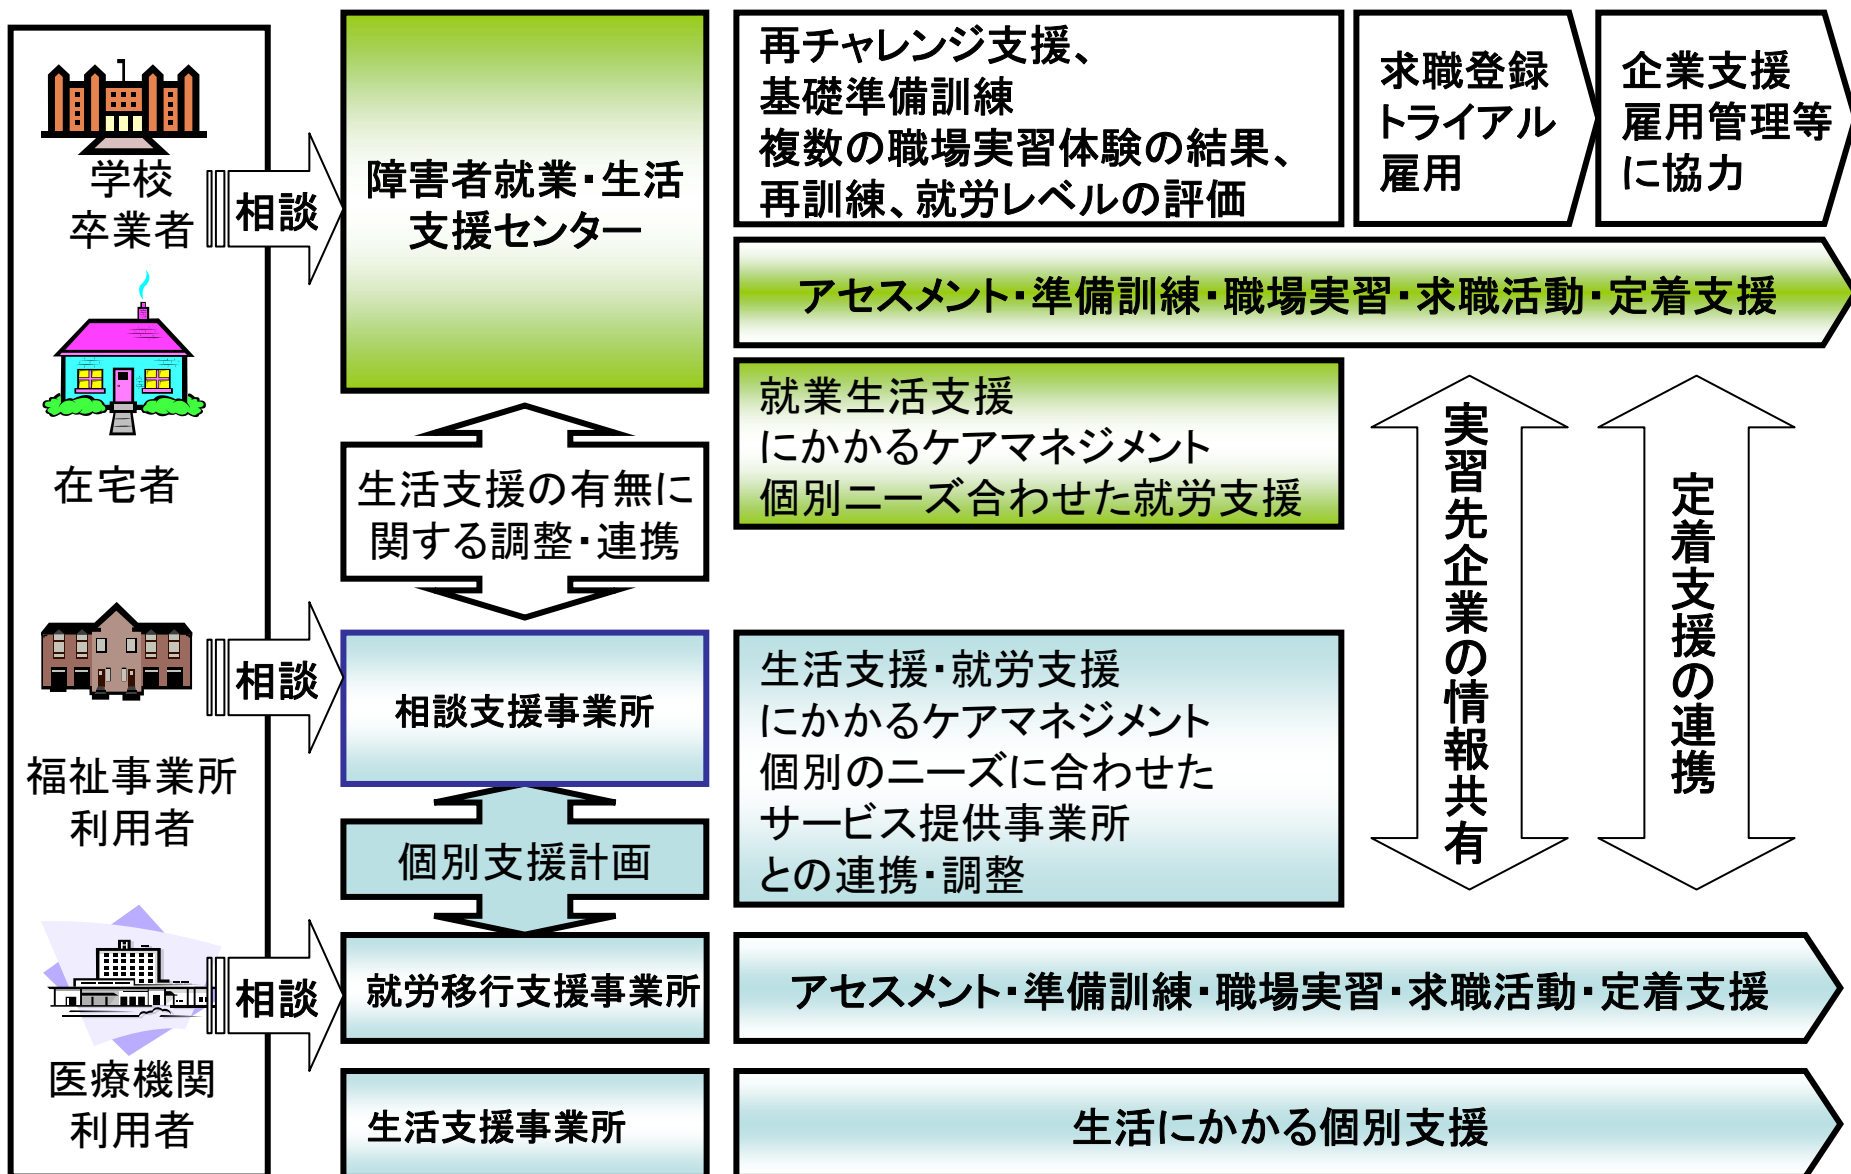 学校
卒業者
在宅者
福祉事業所
利用者
医療機関
利用者
相談
相談
相談
障害者就業・生活
支援センター
生活支援の有無に
関する調整・連携
相談支援事業所
個別支援計画
就労移行支援事業所
生活支援事業所
再チャレンジ支援、
基礎準備訓練
複数の職場実習体験の結果、
再訓練、就労レベルの評価
求職登録
トライアル
雇用
企業支援
雇用管理等
に協力
アセスメント・準備訓練・職場実習・求職活動・定着支援
就業生活支援
にかかるケアマネジメント
個別ニーズ合わせた就労支援
生活支援・就労支援
にかかるケアマネジメント
個別のニーズに合わせた
サービス提供事業所
との連携・調整
実習先企業の情報共有
定着支援の連携
アセスメント・準備訓練・職場実習・求職活動・定着支援
生活にかかる個別支援